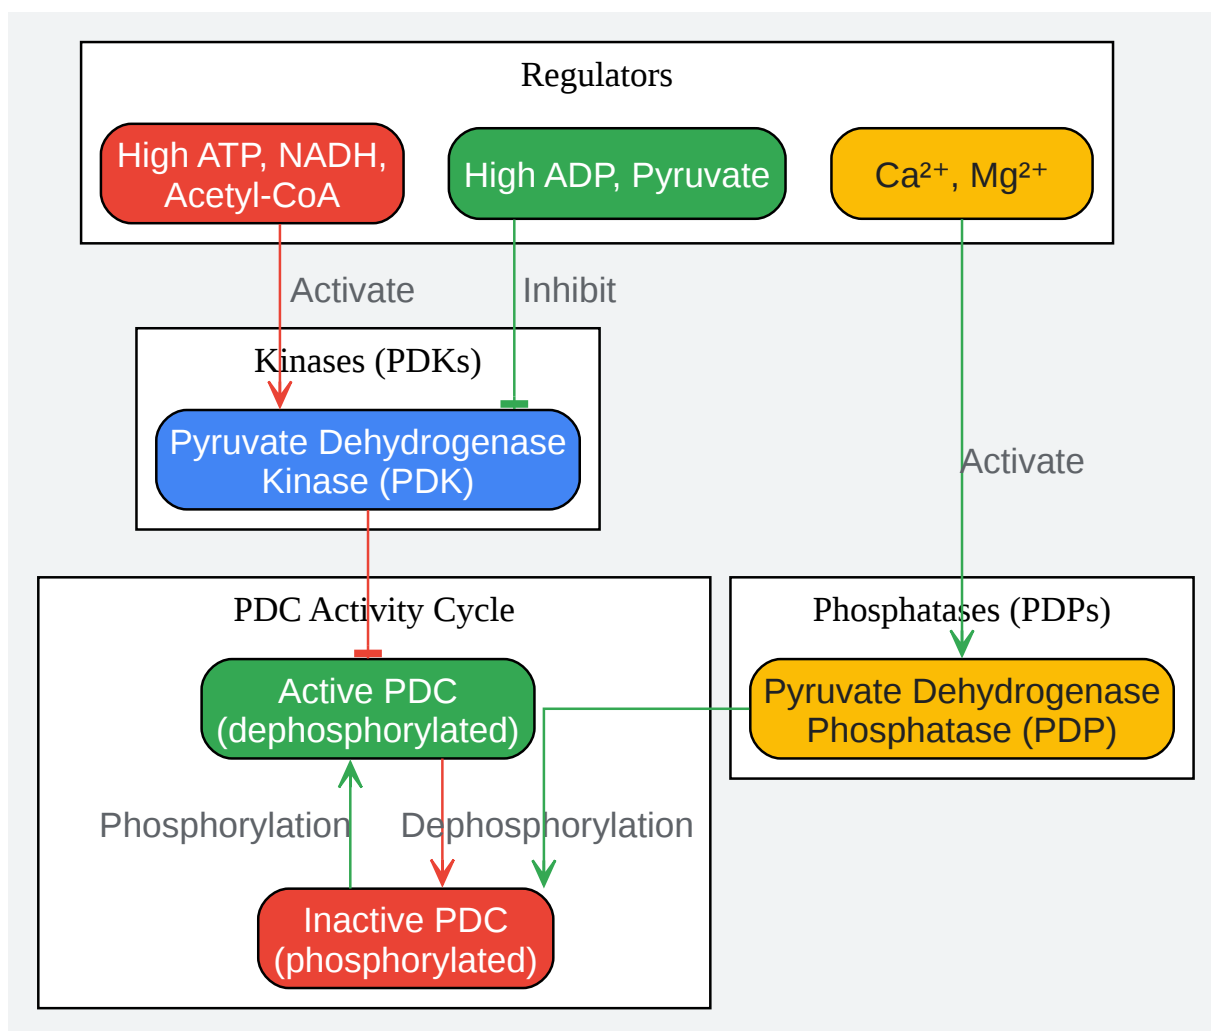 Regulators
High ATP, NADH,
Acetyl-CoA
High ADP, Pyruvate
Ca²⁺, Mg²⁺
Activate
Inhibit
Kinases (PDKs)
Pyruvate Dehydrogenase
Kinase (PDK)
Activate
PDC Activity Cycle
Phosphatases (PDPs)
Active PDC
(dephosphorylated)
Pyruvate Dehydrogenase
Phosphatase (PDP)
Phosphorylation
Dephosphorylation
Inactive PDC
(phosphorylated)